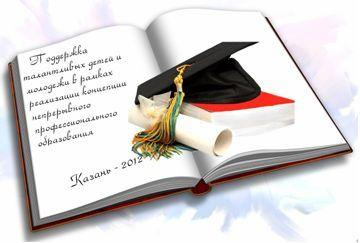 Поддержка
талантливых детей и
молодежи в рамках
реализации концепции
непрерывного
профессионального
образования
Казань - 2012